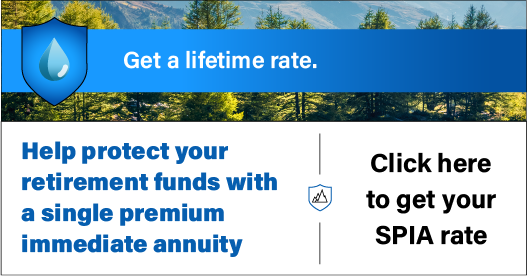 Get a lifetime rate.
Help protect your
retirement funds with
a single premium
immediate annuity
Click here
to get your
SPIA rate